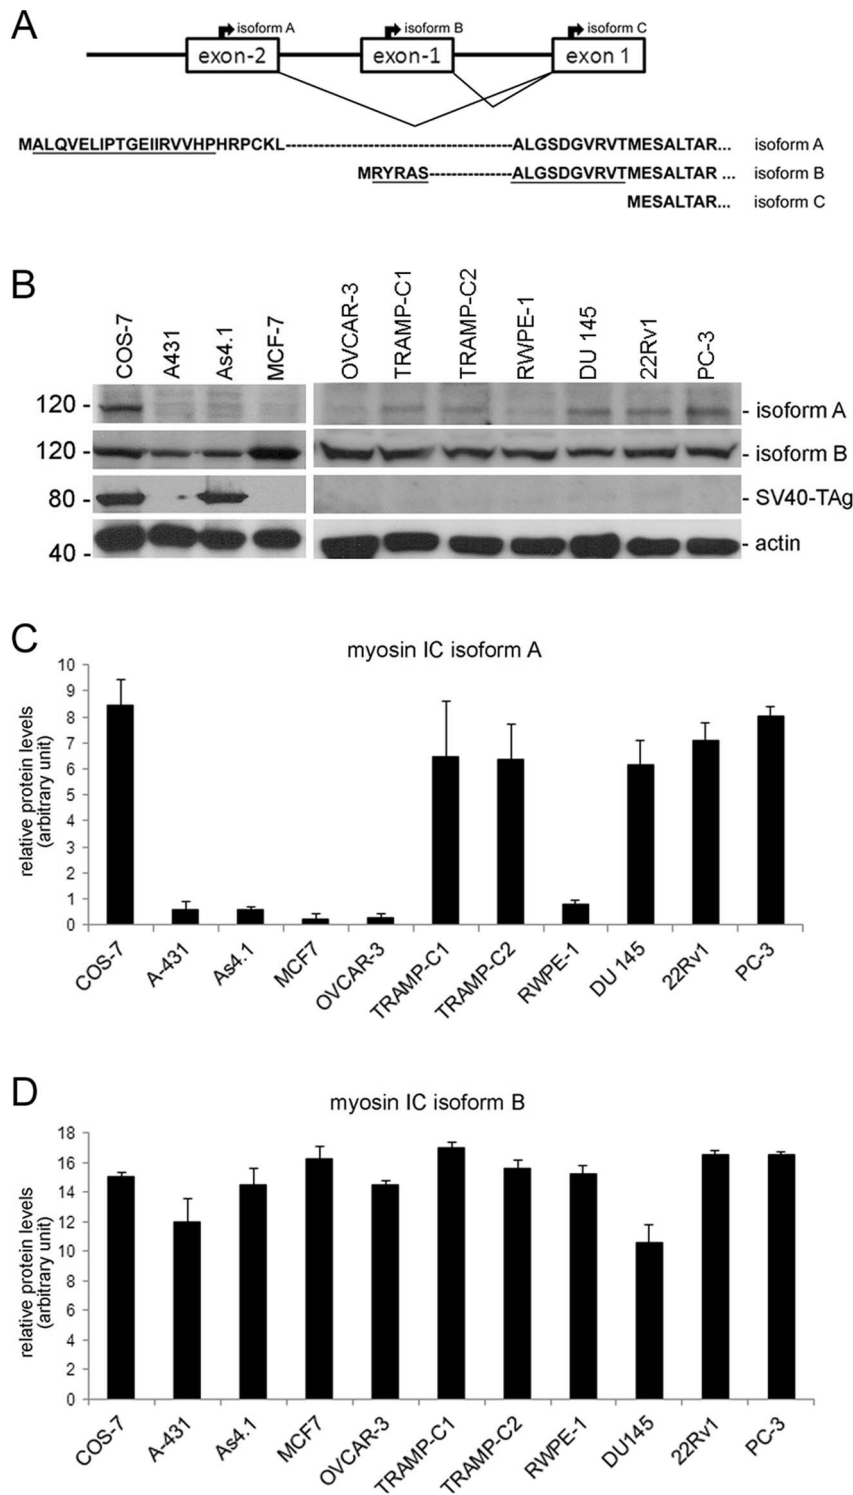 A
isoform A isoform B isoform C
exon-2 exon-1 exon 1
MALQVELIPTGEIIRVVHPHRPCKL------------------------------ALGSDGVRVTMESALTAR... isoform A
MRYRAS---------------ALGSDGVRVTMESALTAR ... isoform B
MESALTAR... isoform C
B
COS-7 A431 As4.1 MCF-7 OVCAR-3 TRAMP-C1 TRAMP-C2 RWPE-1 DU 145 22Rv1 PC-3
120 - - isoform A
120 - - isoform B
80 - - SV40-TAg
40 - - actin
C
myosin IC isoform A
relative protein levels
(arbitrary unit)
10
9
8
7
6
5
4
3
2
1
0
COS-7 A-431 As4.1 MCF7 OVCAR-3 TRAMP-C1 TRAMP-C2 RWPE-1 DU 145 22Rv1 PC-3
D
myosin IC isoform B
relative protein levels
(arbitrary unit)
18
16
14
12
10
8
6
4
2
0
COS-7 A-431 As4.1 MCF7 OVCAR-3 TRAMP-C1 TRAMP-C2 RWPE-1 DU145 22Rv1 PC-3